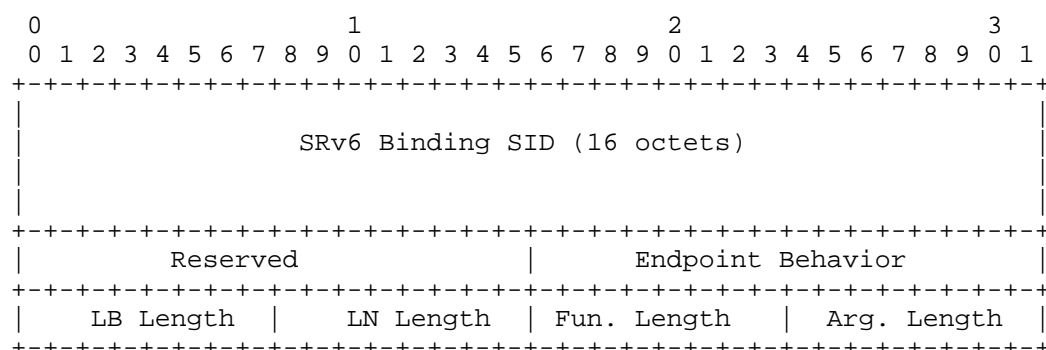 0                   1                   2                   3
 0 1 2 3 4 5 6 7 8 9 0 1 2 3 4 5 6 7 8 9 0 1 2 3 4 5 6 7 8 9 0 1
+-+-+-+-+-+-+-+-+-+-+-+-+-+-+-+-+-+-+-+-+-+-+-+-+-+-+-+-+-+-+-+-+
|                                                               |
|                 SRv6 Binding SID (16 octets)                  |
|                                                               |
|                                                               |
+-+-+-+-+-+-+-+-+-+-+-+-+-+-+-+-+-+-+-+-+-+-+-+-+-+-+-+-+-+-+-+-+
|         Reserved              |      Endpoint Behavior        |
+-+-+-+-+-+-+-+-+-+-+-+-+-+-+-+-+-+-+-+-+-+-+-+-+-+-+-+-+-+-+-+-+
|    LB Length  |    LN Length  | Fun. Length   |  Arg. Length  |
+-+-+-+-+-+-+-+-+-+-+-+-+-+-+-+-+-+-+-+-+-+-+-+-+-+-+-+-+-+-+-+-+